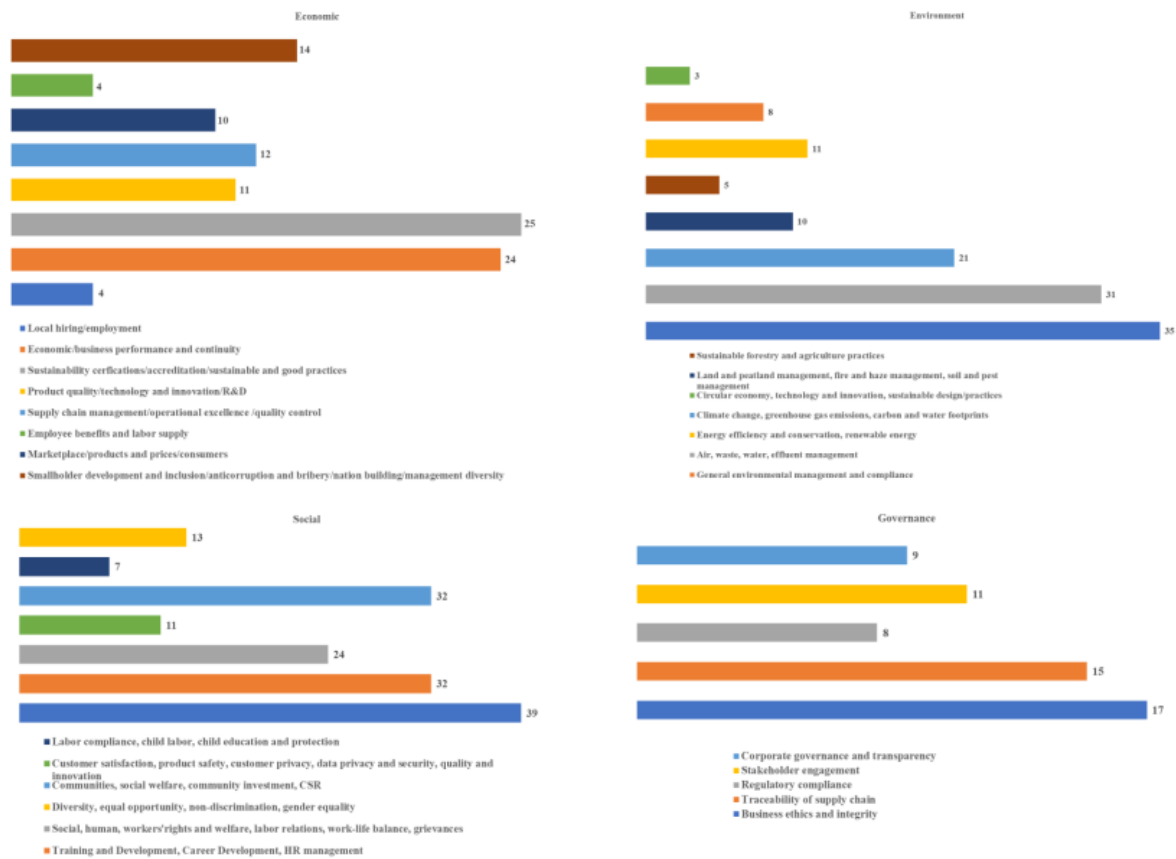 Economic
14
4
10
12
11
25
24
4
Local hiring/employment
Economic/business performance and continuity
Sustainability cerfications/accreditation/sustainable and good practices
Product quality/technology and innovation/R&D
Supply chain management/operational excellence /quality control
Employee benefits and labor supply
Marketplace/products and prices/consumers
Smallholder development and inclusion/anticorruption and bribery/nation building/management diversity
Environment
3
8
11
5
10
21
31
35
Sustainable forestry and agriculture practices
Land and peatland management, fire and haze management, soil and pest
management
Circular economy, technology and innovation, sustainable design/practices
Climate change, greenhouse gas emissions, carbon and water footprints
Energy efficiency and conservation, renewable energy
Air, waste, water, effluent management
General environmental management and compliance
Social
13
7
32
11
24
32
39
Labor compliance, child labor, child education and protection
Customer satisfaction, product safety, customer privacy, data privacy and security, quality and
innovation
Communities, social welfare, community investment, CSR
Diversity, equal opportunity, non-discrimination, gender equality
Social, human, workers'rights and welfare, labor relations, work-life balance, grievances
Training and Development, Career Development, HR management
Governance
9
11
8
15
17
Corporate governance and transparency
Stakeholder engagement
Regulatory compliance
Traceability of supply chain
Business ethics and integrity